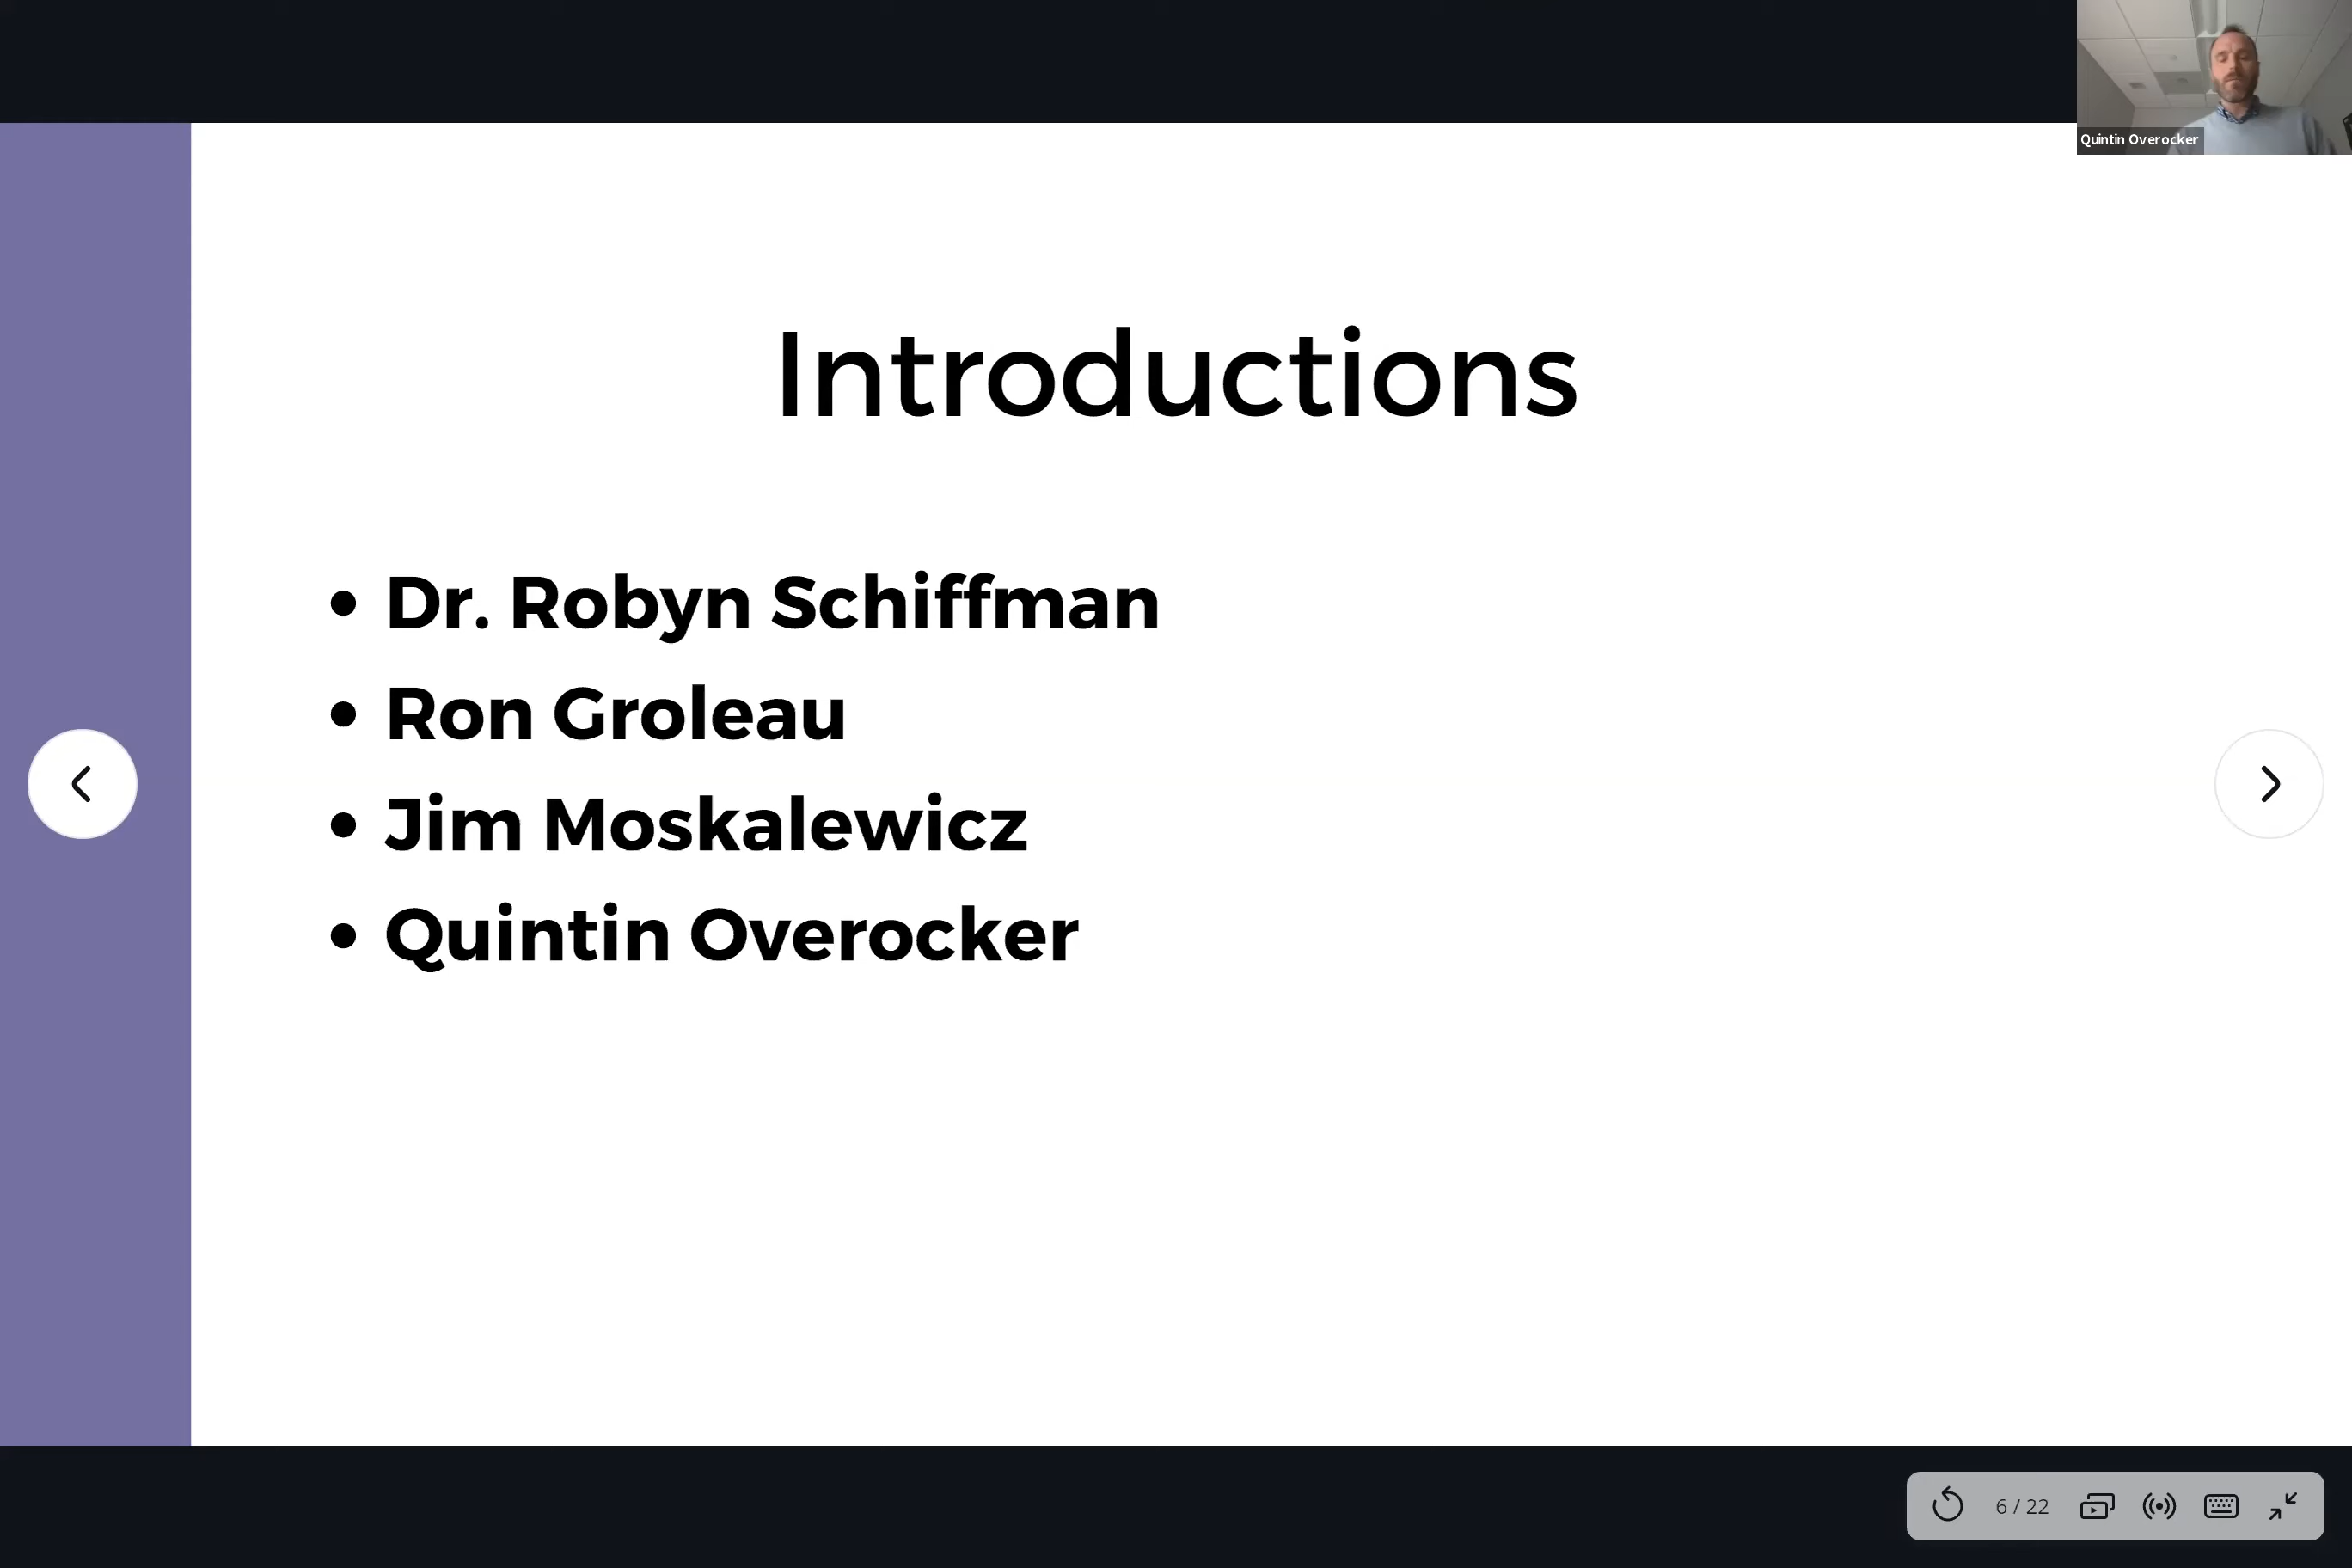 Quintin Overocker
Introductions
• Dr. Robyn Schiffman
• Ron Groleau
• Jim Moskalewicz
• Quintin Overocker
6 / 22